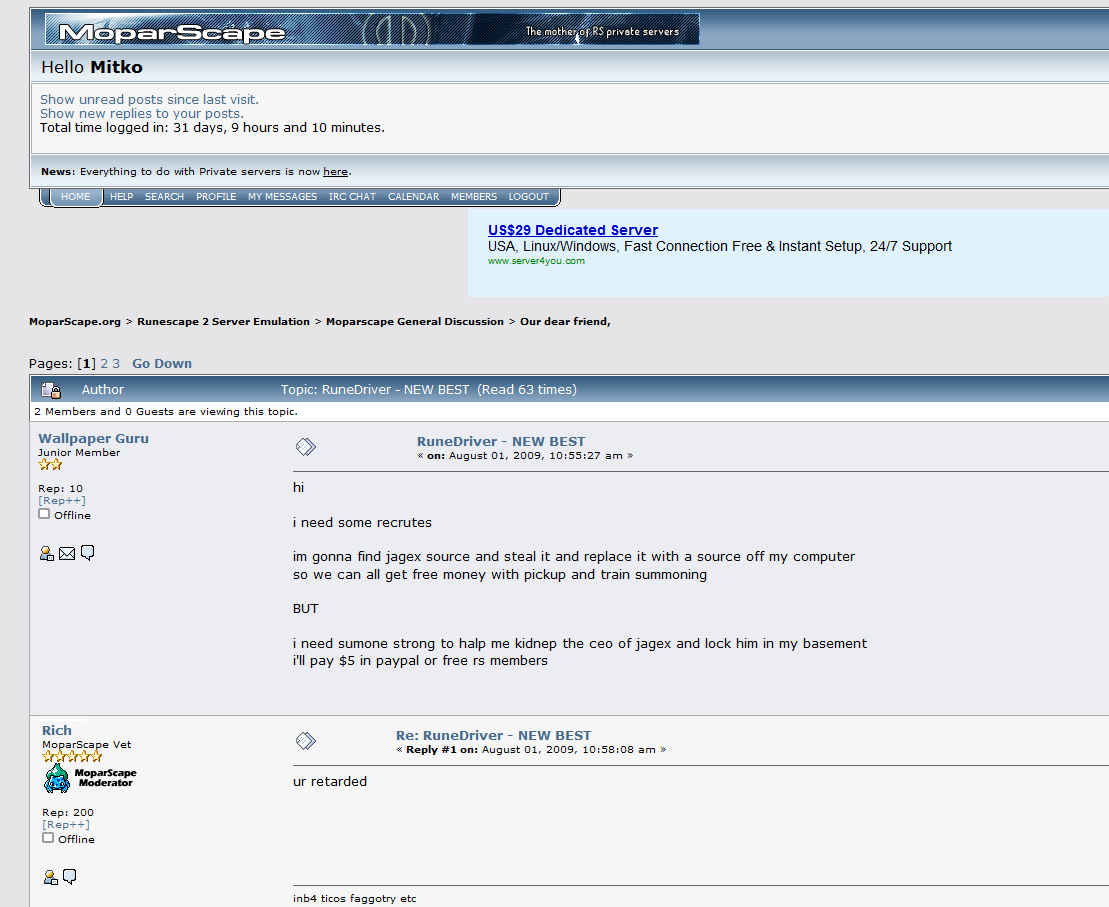 MoparScape
The mother of RS private servers
Hello Mitko
Show unread posts since last visit.
Show new replies to your posts.
Total time logged in: 31 days, 9 hours and 10 minutes.
News: Everything to do with Private servers is now here.
HOME HELP SEARCH PROFILE MY MESSAGES IRC CHAT CALENDAR MEMBERS LOGOUT
US$29 Dedicated Server
USA, Linux/Windows, Fast Connection Free & Instant Setup, 24/7 Support
www.server4you.com
MoparScape.org > Runescape 2 Server Emulation > Moparscape General Discussion > Our dear friend,
Pages: [1] 2 3 Go Down
Author Topic: RuneDriver - NEW BEST (Read 63 times)
2 Members and 0 Guests are viewing this topic.
Wallpaper Guru
Junior Member
Rep: 10
[Rep++]
Offline
RuneDriver - NEW BEST
« on: August 01, 2009, 10:55:27 am »
hi
i need some recrutes
im gonna find jagex source and steal it and replace it with a source off my computer
so we can all get free money with pickup and train summoning
BUT
i need sumone strong to halp me kidnep the ceo of jagex and lock him in my basement
i'll pay $5 in paypal or free rs members
Rich
MoparScape Vet
MoparScape
Moderator
Rep: 200
[Rep++]
Offline
Re: RuneDriver - NEW BEST
« Reply #1 on: August 01, 2009, 10:58:08 am »
ur retarded
inb4 ticos faggotry etc